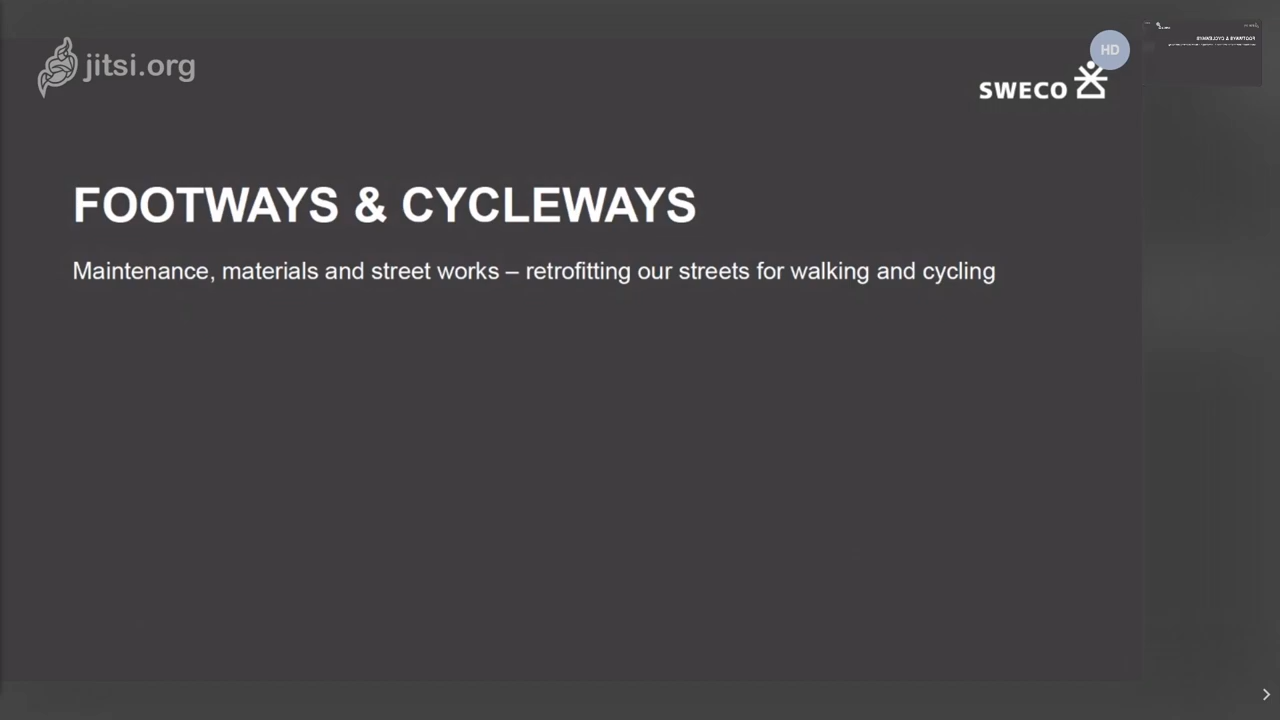 jitsi.org
HD
SWECO
FOOTWAYS & CYCLEWAYS
Maintenance, materials and street works – retrofitting our streets for walking and cycling